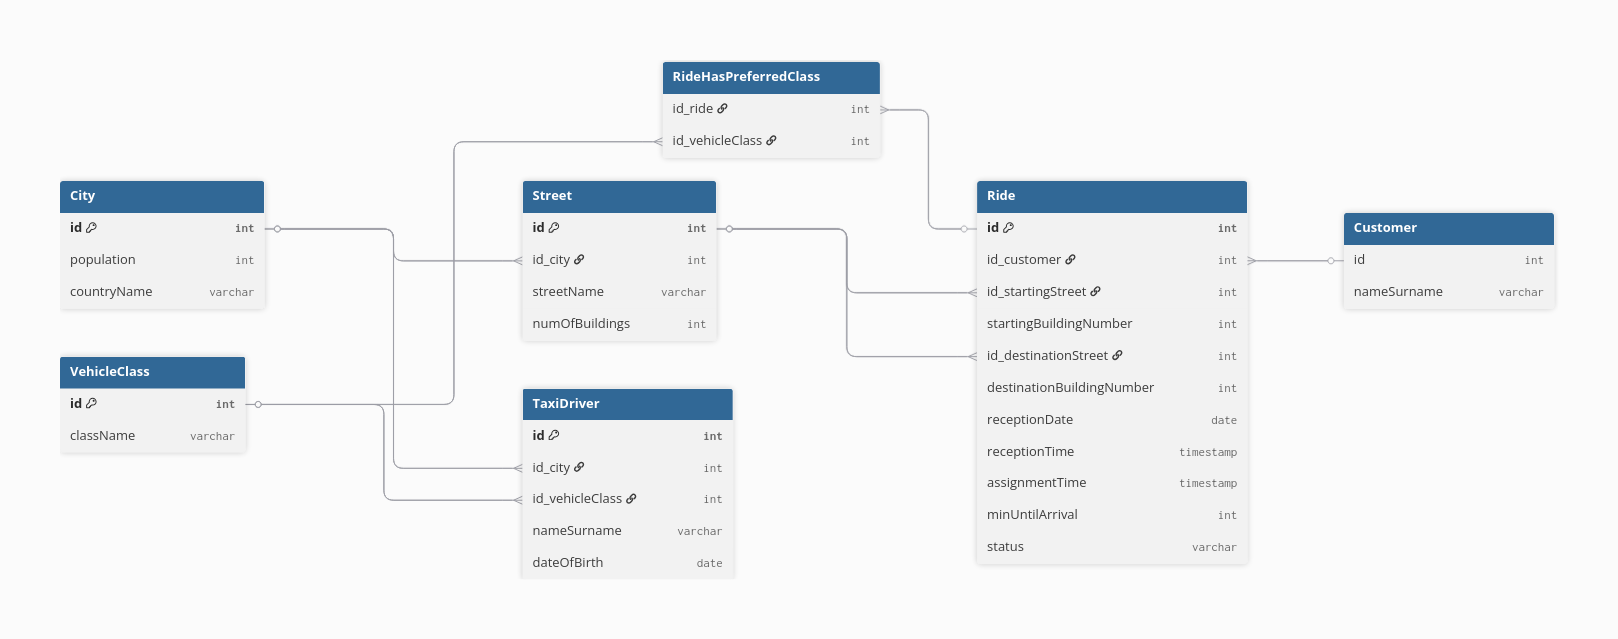 RideHasPreferredClass
id_ride int
id_vehicleClass int
City
id int
population int
countryName varchar
Street
id int
id_city int
streetName varchar
numOfBuildings int
Ride
id int
id_customer int
id_startingStreet int
startingBuildingNumber int
id_destinationStreet int
destinationBuildingNumber int
receptionDate date
receptionTime timestamp
assignmentTime timestamp
minUntilArrival int
status varchar
Customer
id int
nameSurname varchar
VehicleClass
id int
className varchar
TaxiDriver
id int
id_city int
id_vehicleClass int
nameSurname varchar
dateOfBirth date